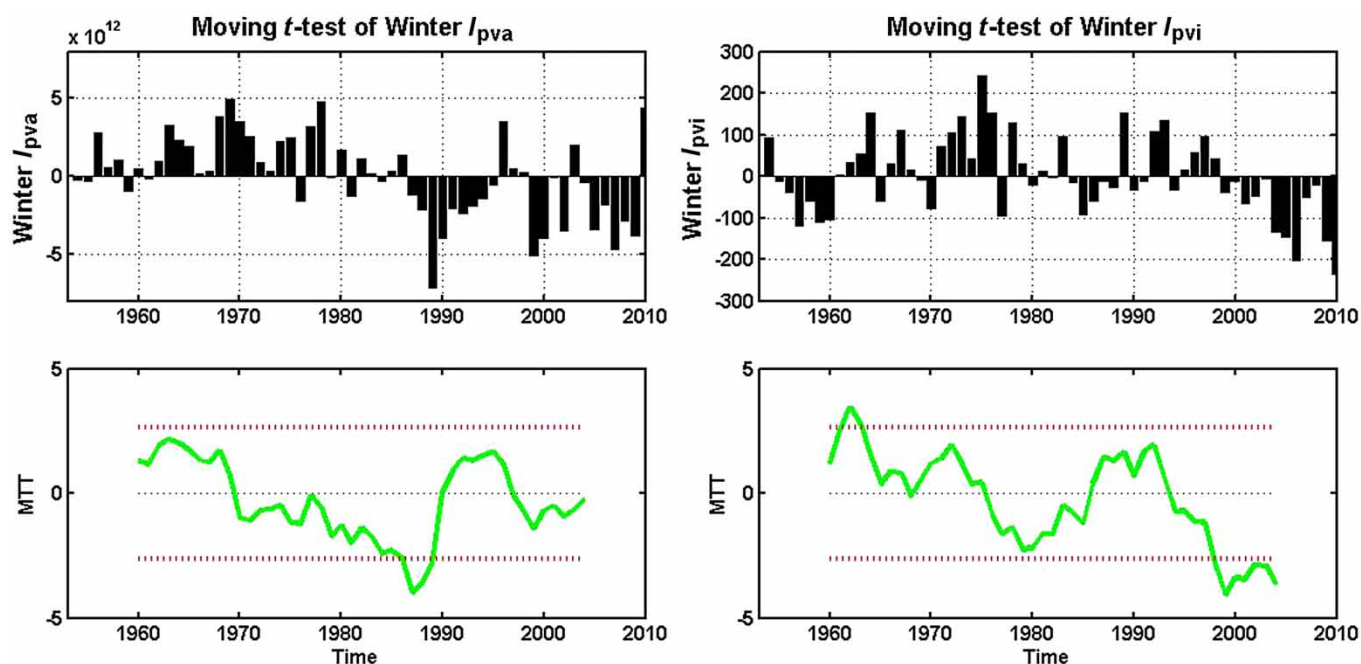 Moving t-test of Winter Ipva
x 10^12
Winter Ipva
5
0
-5
1960 1970 1980 1990 2000 2010
Moving t-test of Winter Ipvi
Winter Ipvi
300
200
100
0
-100
-200
-300
1960 1970 1980 1990 2000 2010
MTT
5
0
-5
1960 1970 1980 1990 2000 2010
Time
MTT
5
0
-5
1960 1970 1980 1990 2000 2010
Time